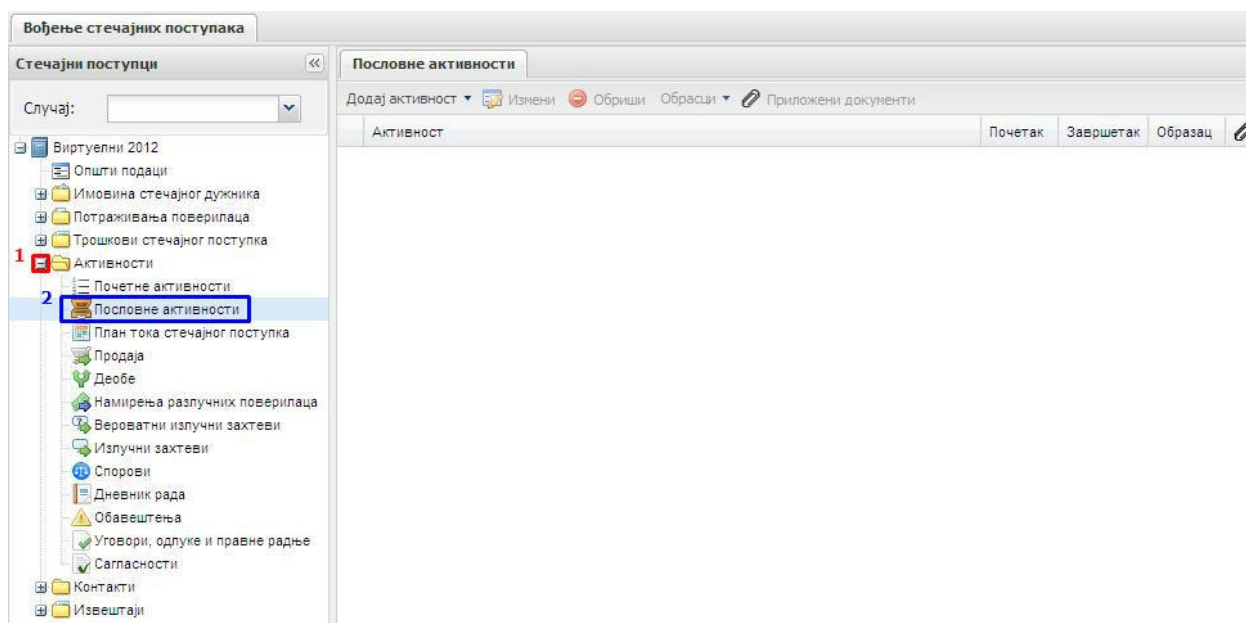 Вођење стечајних поступака
Стечајни поступци
Случај:
Виртуелни 2012
Општи подаци
Имовина стечајног дужника
Потраживања поверилаца
Трошкови стечајног поступка
1
Активности
Почетне активности
2
Пословне активности
План тока стечајног поступка
Продаја
Деобе
Намирења разлучних поверилаца
Вероватни излучни захтеви
Излучни захтеви
Спорови
Дневник рада
Обавештења
Уговори, одлуке и правне радње
Сагласности
Контакти
Извештаји
Пословне активности
Додај активност Измени Обриши Обрасци Приложени документи
Активност Почетак Завршетак Образац